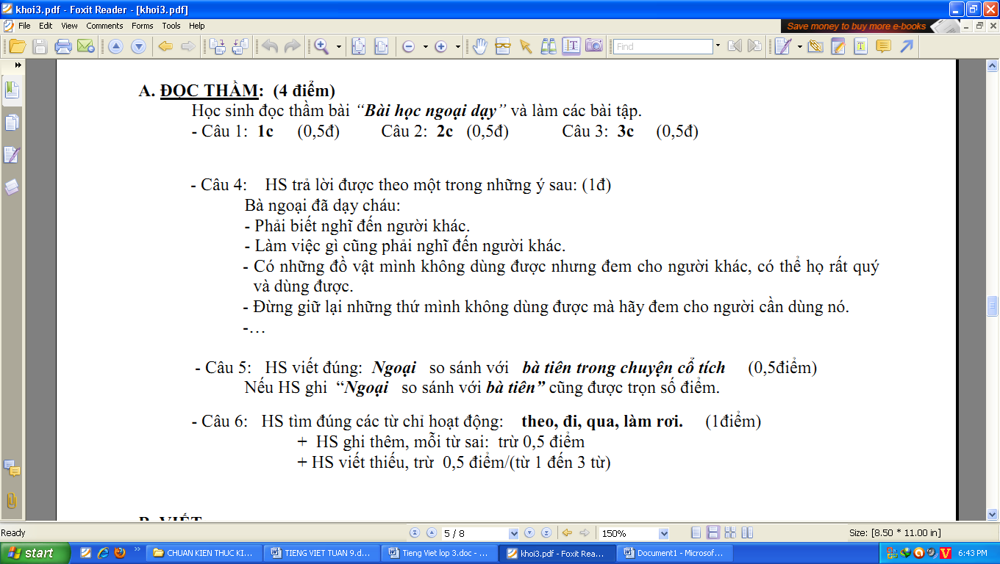 khoi3.pdf - Foxit Reader - [khoi3.pdf]
File Edit View Comments Forms Tools Help
Save money to buy more e-books
Find
A. ĐỌC THẦM: (4 điểm)
Học sinh đọc thầm bài “Bài học ngoại dạy” và làm các bài tập.
- Câu 1: 1c (0,5đ) Câu 2: 2c (0,5đ) Câu 3: 3c (0,5đ)
- Câu 4: HS trả lời được theo một trong những ý sau: (1đ)
Bà ngoại đã dạy cháu:
- Phải biết nghĩ đến người khác.
- Làm việc gì cũng phải nghĩ đến người khác.
- Có những đồ vật mình không dùng được nhưng đem cho người khác, có thể họ rất quý
và dùng được.
- Đừng giữ lại những thứ mình không dùng được mà hãy đem cho người cần dùng nó.
-…
- Câu 5: HS viết đúng: Ngoại so sánh với bà tiên trong chuyện cổ tích (0,5điểm)
Nếu HS ghi “Ngoại so sánh với bà tiên” cũng được trọn số điểm.
- Câu 6: HS tìm đúng các từ chỉ hoạt động: theo, đi, qua, làm rơi. (1điểm)
+ HS ghi thêm, mỗi từ sai: trừ 0,5 điểm
+ HS viết thiếu, trừ 0,5 điểm/(từ 1 đến 3 từ)
B. VIẾT
Ready 5 / 8 150% Size: [8.50 * 11.00 in]
start CHUAN KIEN THUC KI... TIENG VIET TUAN 9.d... Tieng Viet lop 3.doc - ... khoi3.pdf - Foxit Rea... Document1 - Microsof... 6:43 PM